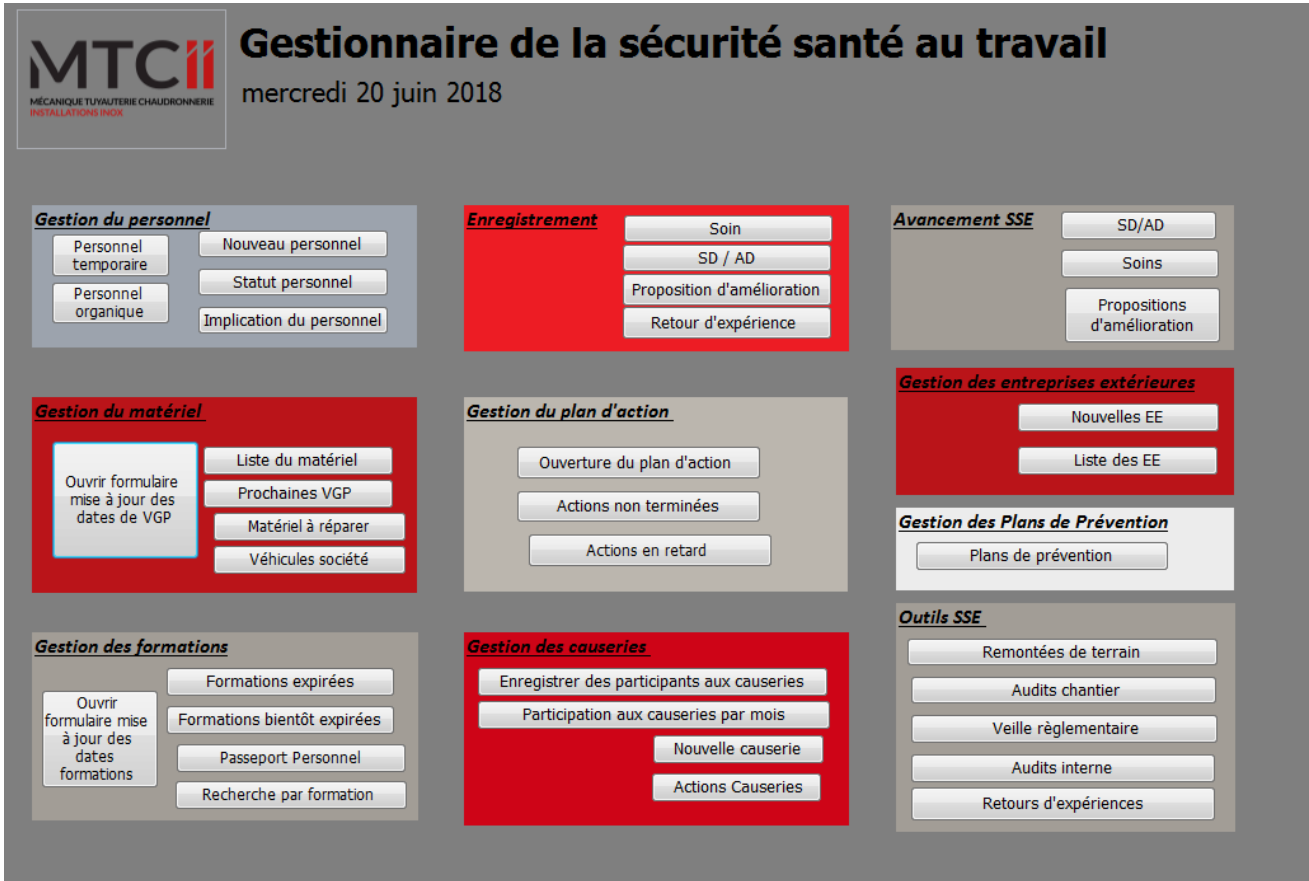 MTCii
MÉCANIQUE TUYAUTERIE CHAUDRONNERIE
INSTALLATIONS INOX
Gestionnaire de la sécurité santé au travail
mercredi 20 juin 2018
Gestion du personnel
Personnel
temporaire
Personnel
organique
Nouveau personnel
Statut personnel
Implication du personnel
Enregistrement
Soin
SD / AD
Proposition d'amélioration
Retour d'expérience
Avancement SSE
SD/AD
Soins
Propositions
d'amélioration
Gestion du matériel
Ouvrir formulaire
mise à jour des
dates de VGP
Liste du matériel
Prochaines VGP
Matériel à réparer
Véhicules société
Gestion du plan d'action
Ouverture du plan d'action
Actions non terminées
Actions en retard
Gestion des entreprises extérieures
Nouvelles EE
Liste des EE
Gestion des Plans de Prévention
Plans de prévention
Gestion des formations
Ouvrir
formulaire mise
à jour des
dates
formations
Formations expirées
Formations bientôt expirées
Passeport Personnel
Recherche par formation
Gestion des causeries
Enregistrer des participants aux causeries
Participation aux causeries par mois
Nouvelle causerie
Actions Causeries
Outils SSE
Remontées de terrain
Audits chantier
Veille règlementaire
Audits interne
Retours d'expériences